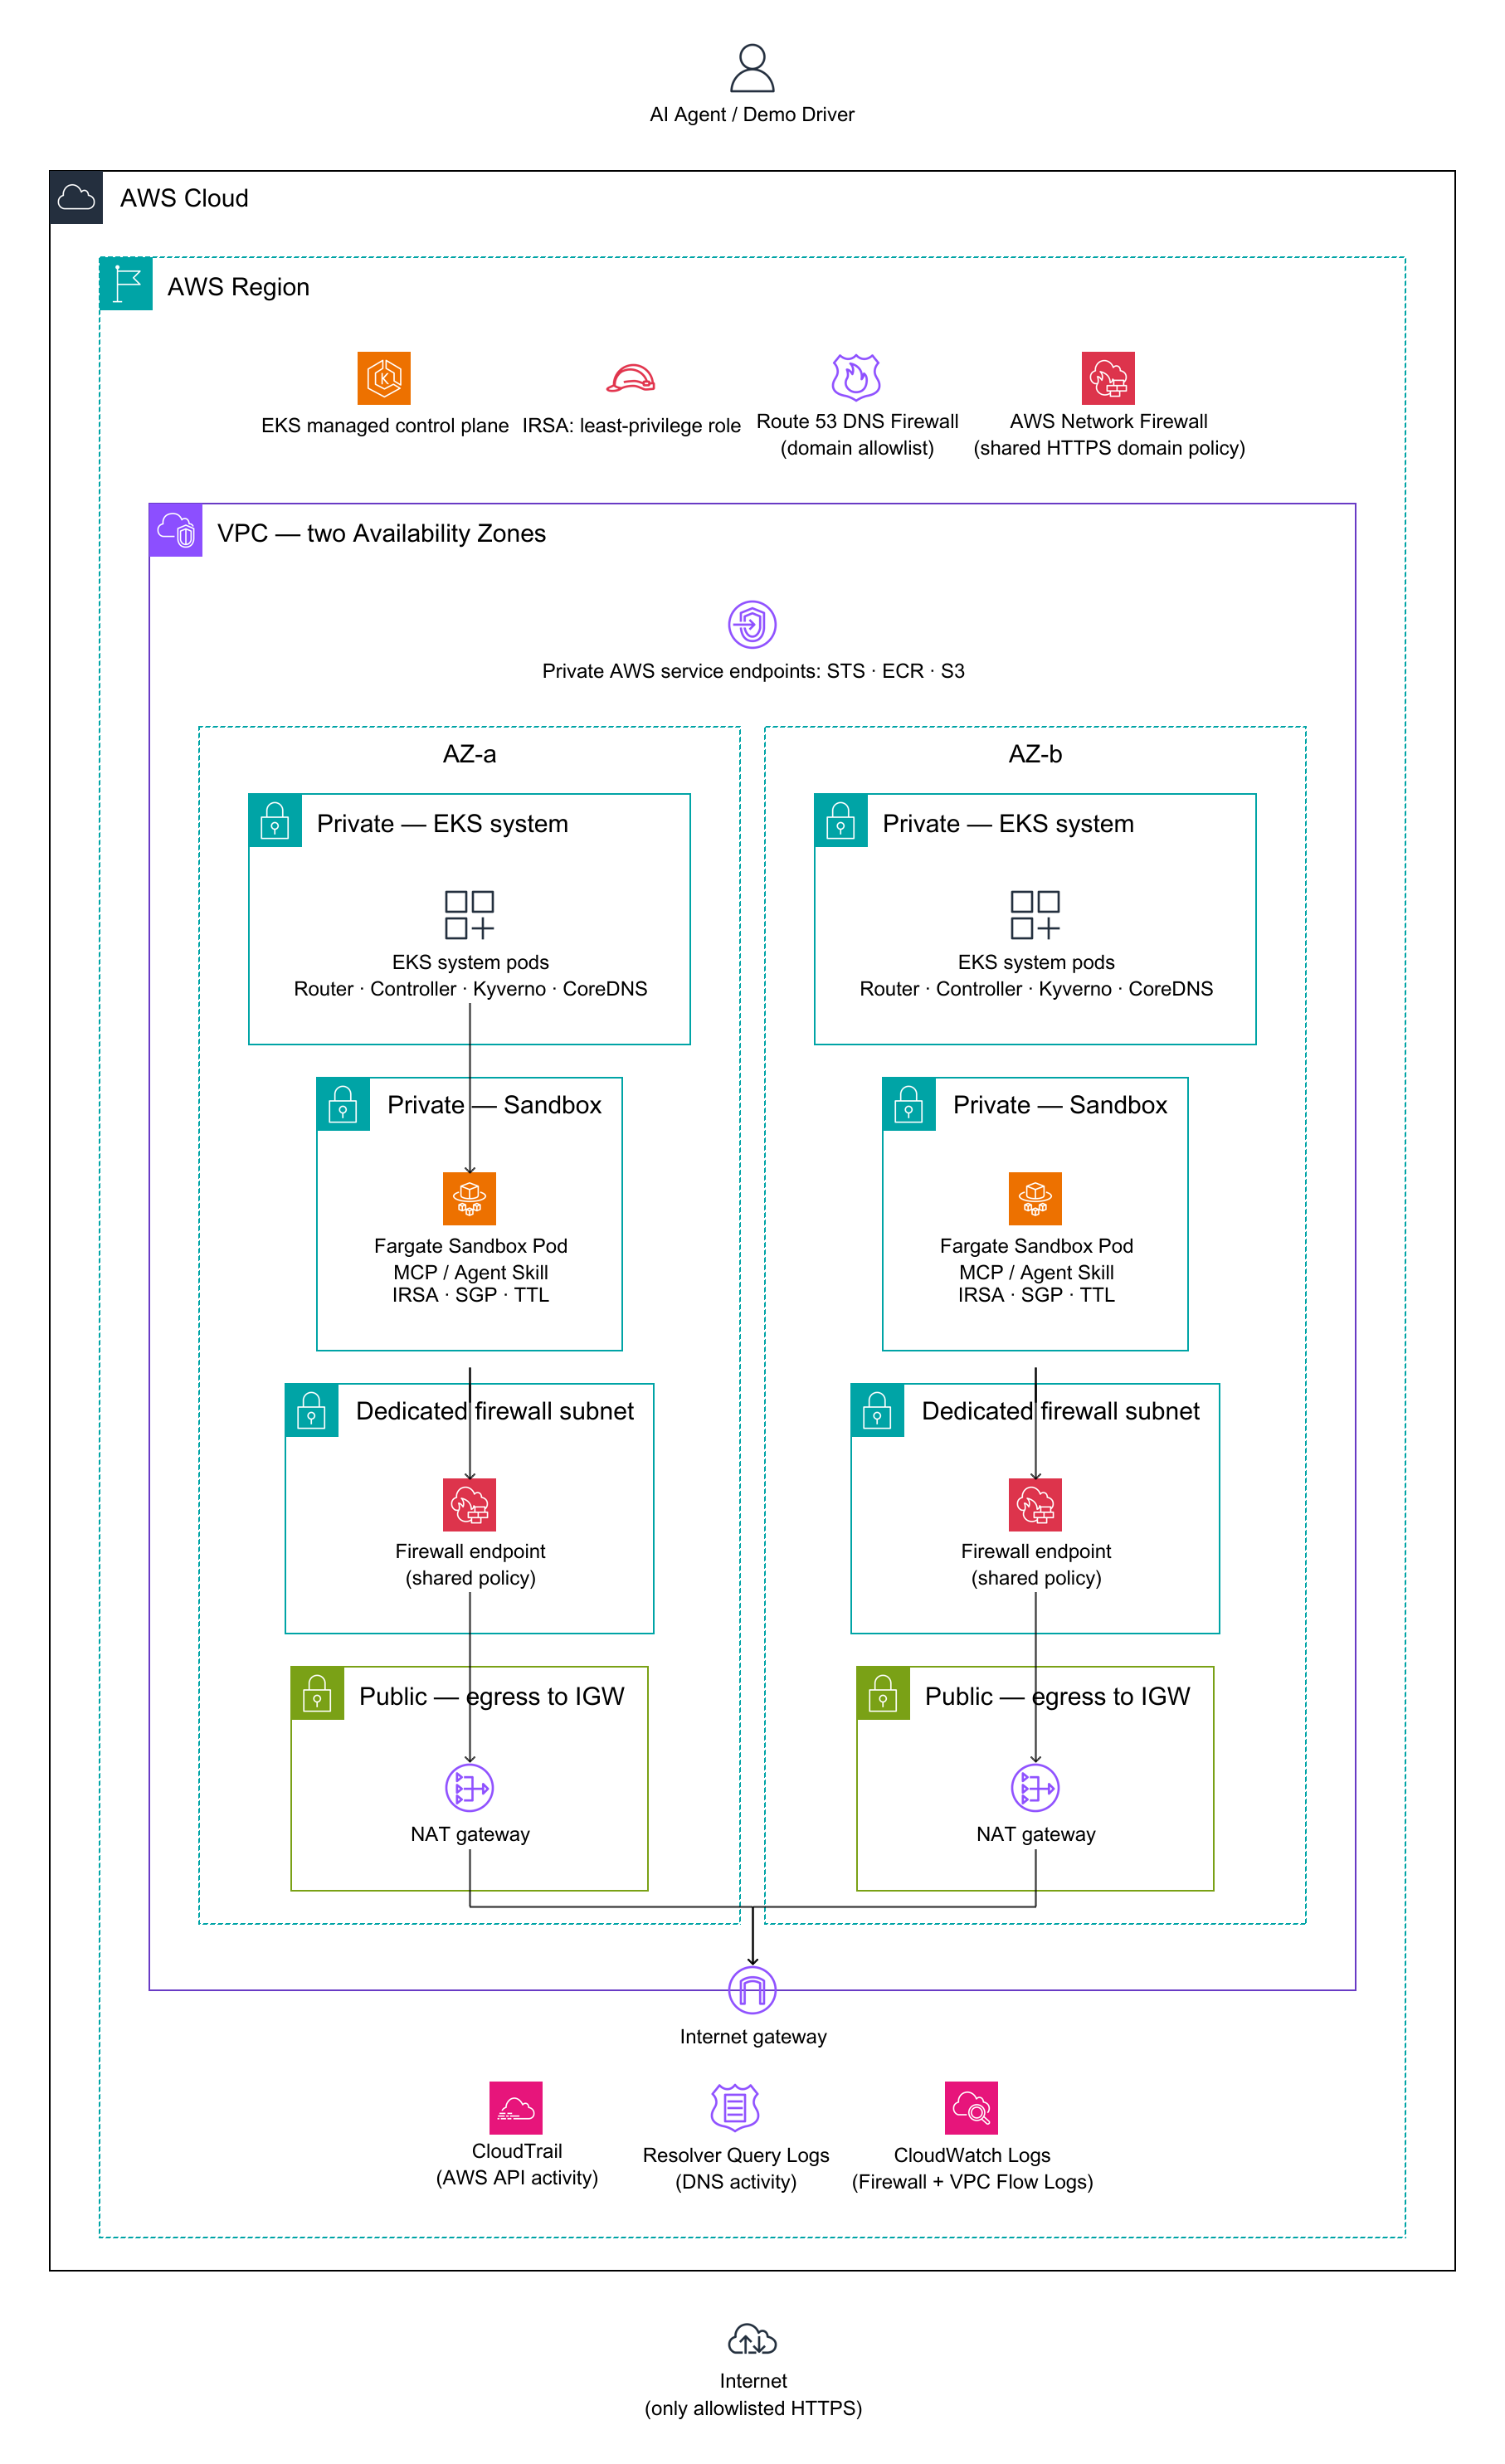 AI Agent / Demo Driver
AWS Cloud
AWS Region
EKS managed control plane
IRSA: least-privilege role
Route 53 DNS Firewall
(domain allowlist)
AWS Network Firewall
(shared HTTPS domain policy)
VPC — two Availability Zones
Private AWS service endpoints: STS · ECR · S3
AZ-a
Private — EKS system
EKS system pods
Router · Controller · Kyverno · CoreDNS
Private — Sandbox
Fargate Sandbox Pod
MCP / Agent Skill
IRSA · SGP · TTL
Dedicated firewall subnet
Firewall endpoint
(shared policy)
Public — egress to IGW
NAT gateway
AZ-b
Private — EKS system
EKS system pods
Router · Controller · Kyverno · CoreDNS
Private — Sandbox
Fargate Sandbox Pod
MCP / Agent Skill
IRSA · SGP · TTL
Dedicated firewall subnet
Firewall endpoint
(shared policy)
Public — egress to IGW
NAT gateway
Internet gateway
CloudTrail
(AWS API activity)
Resolver Query Logs
(DNS activity)
CloudWatch Logs
(Firewall + VPC Flow Logs)
Internet
(only allowlisted HTTPS)